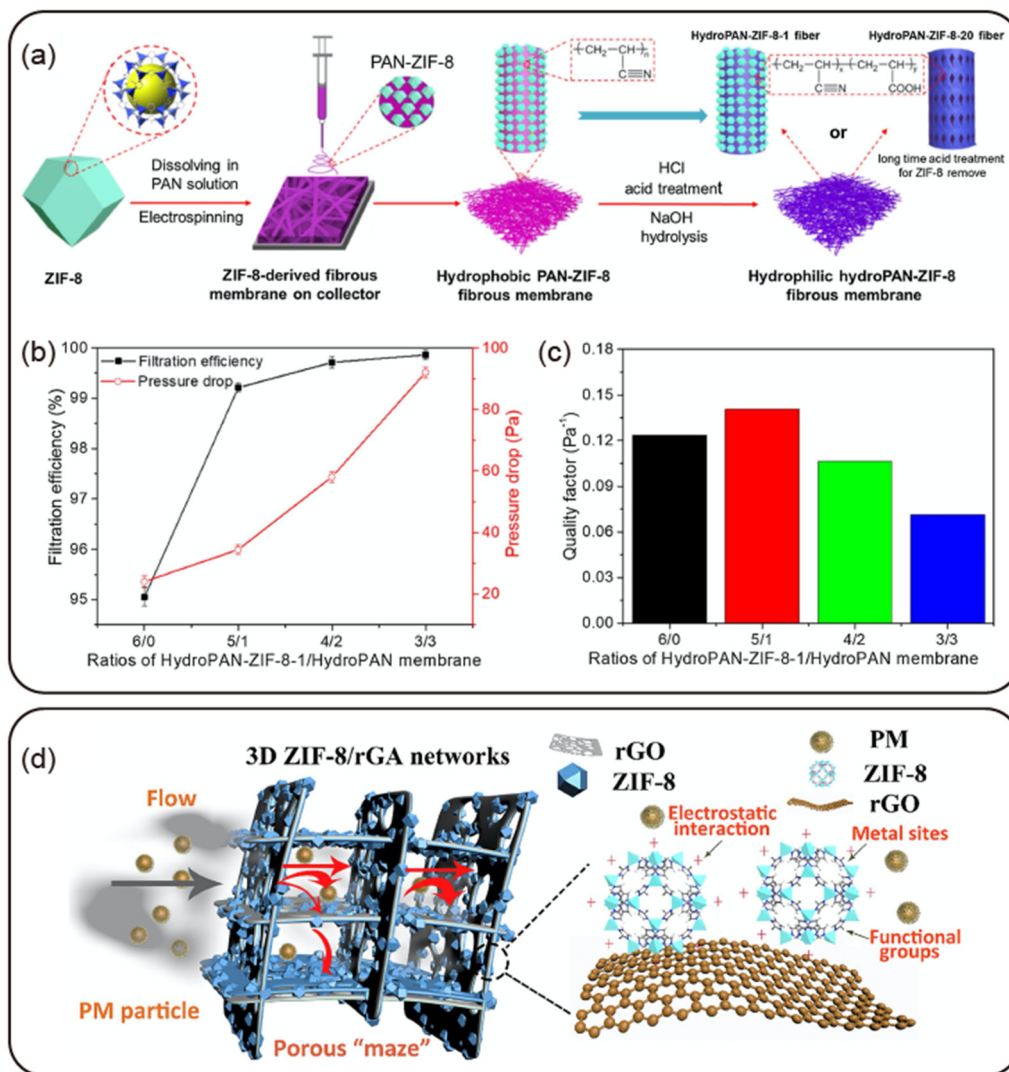 (a)
PAN-ZIF-8
HydroPAN-ZIF-8-1 fiber
HydroPAN-ZIF-8-20 fiber
CH₂
CH
n
C≡N
CH₂
CH
x
CH₂
CH
y
C≡N
COOH
or
long time acid treatment
for ZIF-8 remove
Dissolving in
PAN solution
Electrospinning
HCl
acid treatment
NaOH
hydrolysis
ZIF-8
ZIF-8-derived fibrous
membrane on collector
Hydrophobic PAN-ZIF-8
fibrous membrane
Hydrophilic hydroPAN-ZIF-8
fibrous membrane
(b)
Filtration efficiency
Pressure drop
Filtration efficiency (%)
100
99
98
97
96
95
Pressure drop (Pa)
100
80
60
40
20
6/0 5/1 4/2 3/3
Ratios of HydroPAN-ZIF-8-1/HydroPAN membrane
(c)
Quality factor (Pa⁻¹)
0.18
0.15
0.12
0.09
0.06
0.03
0.00
6/0 5/1 4/2 3/3
Ratios of HydroPAN-ZIF-8-1/HydroPAN membrane
(d)
3D ZIF-8/rGA networks
rGO
ZIF-8
PM
ZIF-8
rGO
Flow
PM particle
Porous “maze”
Electrostatic
interaction
Metal sites
Functional
groups